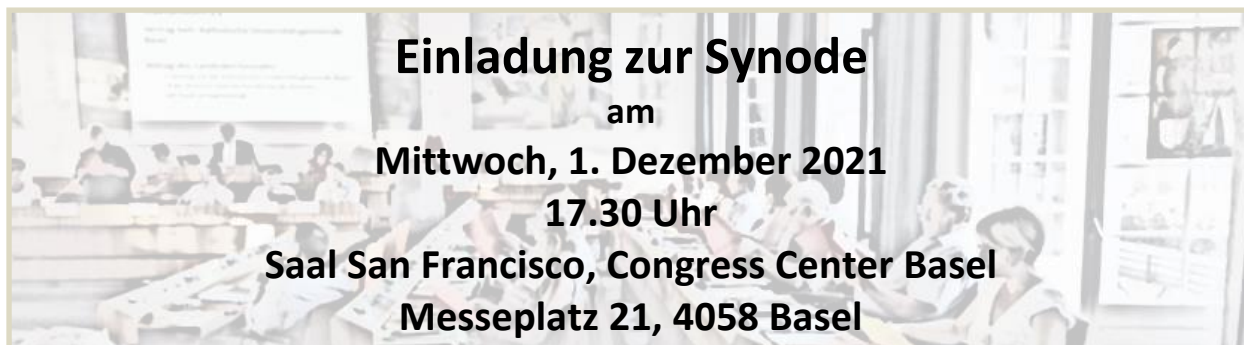 Einladung zur Synode
am
Mittwoch, 1. Dezember 2021
17.30 Uhr
Saal San Francisco, Congress Center Basel
Messeplatz 21, 4058 Basel